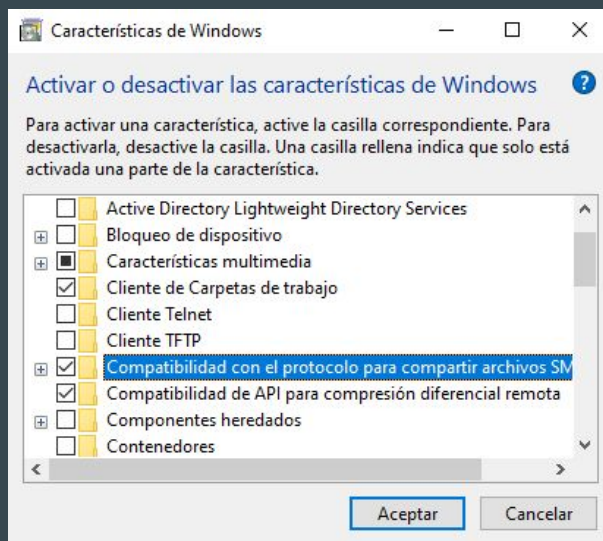 Características de Windows
Activar o desactivar las características de Windows
?
Para activar una característica, active la casilla correspondiente. Para
desactivarla, desactive la casilla. Una casilla rellena indica que solo está
activada una parte de la característica.
Active Directory Lightweight Directory Services
Bloqueo de dispositivo
Características multimedia
Cliente de Carpetas de trabajo
Cliente Telnet
Cliente TFTP
Compatibilidad con el protocolo para compartir archivos SM
Compatibilidad de API para compresión diferencial remota
Componentes heredados
Contenedores
Aceptar Cancelar